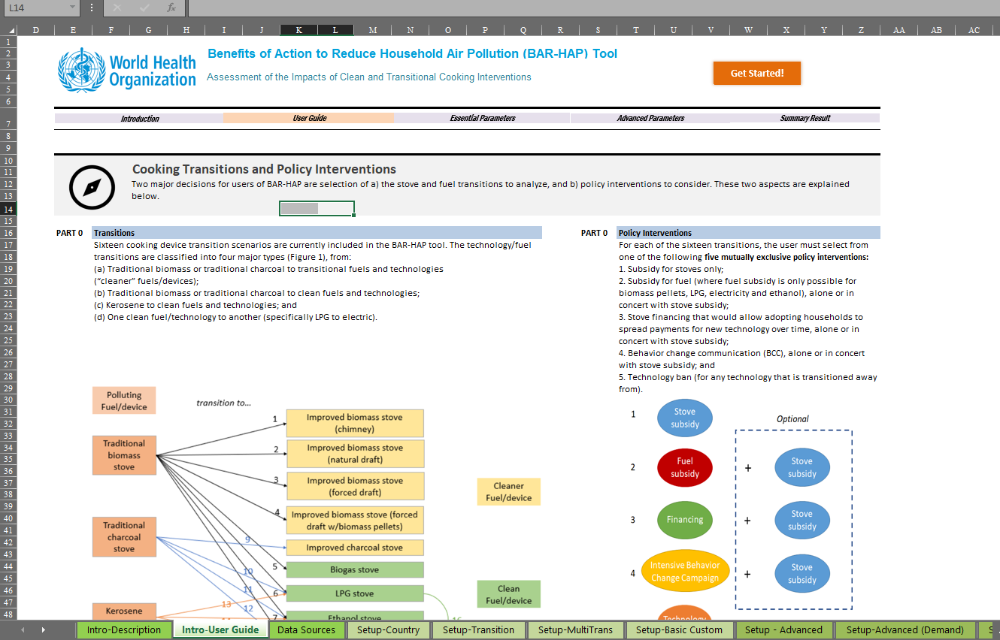 L14
fx
D E F G H I J K L M N O P Q R S T U V W X Y Z AA AB AC
1
2
3
4
5
6
7
8
9
10
11
12
13
14
15
16
17
18
19
20
21
22
23
24
25
26
27
28
29
30
31
32
33
34
35
36
37
38
39
40
41
42
43
44
45
46
47
48
World Health
Organization
Benefits of Action to Reduce Household Air Pollution (BAR-HAP) Tool
Assessment of the Impacts of Clean and Transitional Cooking Interventions
Get Started!
Introduction User Guide Essential Parameters Advanced Parameters Summary Result
Cooking Transitions and Policy Interventions
Two major decisions for users of BAR-HAP are selection of a) the stove and fuel transitions to analyze, and b) policy interventions to consider. These two aspects are explained
below.
PART 0 Transitions
Sixteen cooking device transition scenarios are currently included in the BAR-HAP tool. The technology/fuel
transitions are classified into four major types (Figure 1), from:
(a) Traditional biomass or traditional charcoal to transitional fuels and technologies
(“cleaner” fuels/devices);
(b) Traditional biomass or traditional charcoal to clean fuels and technologies;
(c) Kerosene to clean fuels and technologies; and
(d) One clean fuel/technology to another (specifically LPG to electric).
PART 0 Policy Interventions
For each of the sixteen transitions, the user must select from
one of the following five mutually exclusive policy interventions:
1. Subsidy for stoves only;
2. Subsidy for fuel (where fuel subsidy is only possible for
biomass pellets, LPG, electricity and ethanol), alone or in
concert with stove subsidy;
3. Stove financing that would allow adopting households to
spread payments for new technology over time, alone or in
concert with stove subsidy;
4. Behavior change communication (BCC), alone or in concert
with stove subsidy; and
5. Technology ban (for any technology that is transitioned away
from).
Polluting
Fuel/device
transition to...
Traditional
biomass
stove
Traditional
charcoal
stove
Kerosene
1
Improved biomass stove
(chimney)
2
Improved biomass stove
(natural draft)
3
Improved biomass stove
(forced draft)
4
Improved biomass stove (forced
draft w/biomass pellets)
9
Improved charcoal stove
5
Biogas stove
10
11
6
LPG stove
13
12
7
Ethanol stove
Cleaner
Fuel/device
Clean
Fuel/device
1
Stove
subsidy
Optional
2
Fuel
subsidy
+
Stove
subsidy
3
Financing
+
Stove
subsidy
4
Intensive Behavior
Change Campaign
+
Stove
subsidy
Technology
Intro-Description Intro-User Guide Data Sources Setup-Country Setup-Transition Setup-MultiTrans Setup-Basic Custom Setup - Advanced Setup-Advanced (Demand) S